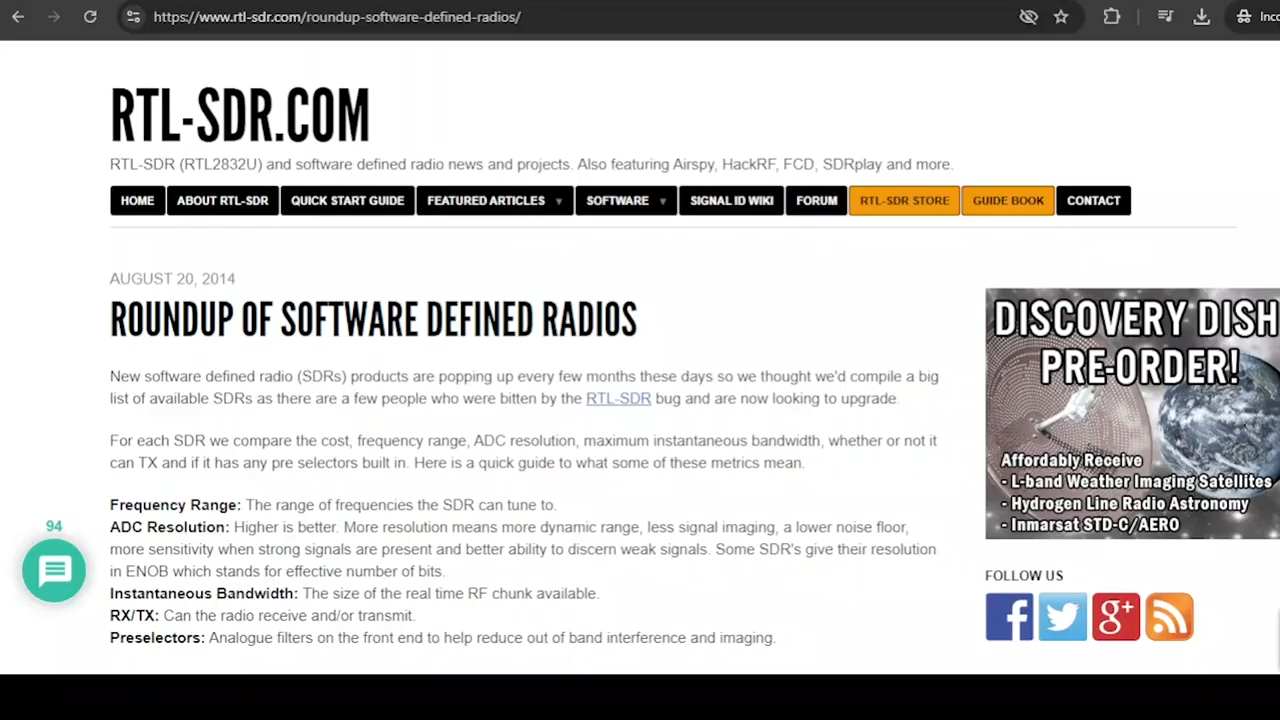 https://www.rtl-sdr.com/roundup-software-defined-radios/
Inco
RTL-SDR.COM
RTL-SDR (RTL2832U) and software defined radio news and projects. Also featuring Airspy, HackRF, FCD, SDRplay and more.
HOME ABOUT RTL-SDR QUICK START GUIDE FEATURED ARTICLES SOFTWARE SIGNAL ID WIKI FORUM RTL-SDR STORE GUIDE BOOK CONTACT
AUGUST 20, 2014
ROUNDUP OF SOFTWARE DEFINED RADIOS
New software defined radio (SDRs) products are popping up every few months these days so we thought we'd compile a big
list of available SDRs as there are a few people who were bitten by the RTL-SDR bug and are now looking to upgrade.
For each SDR we compare the cost, frequency range, ADC resolution, maximum instantaneous bandwidth, whether or not it
can TX and if it has any pre selectors built in. Here is a quick guide to what some of these metrics mean.
Frequency Range: The range of frequencies the SDR can tune to.
ADC Resolution: Higher is better. More resolution means more dynamic range, less signal imaging, a lower noise floor,
more sensitivity when strong signals are present and better ability to discern weak signals. Some SDR's give their resolution
in ENOB which stands for effective number of bits.
Instantaneous Bandwidth: The size of the real time RF chunk available.
RX/TX: Can the radio receive and/or transmit.
Preselectors: Analogue filters on the front end to help reduce out of band interference and imaging.
94
DISCOVERY DISH
PRE-ORDER!
Affordably Receive
- L-band Weather Imaging Satellites
- Hydrogen Line Radio Astronomy
- Inmarsat STD-C/AERO
FOLLOW US
f
g+